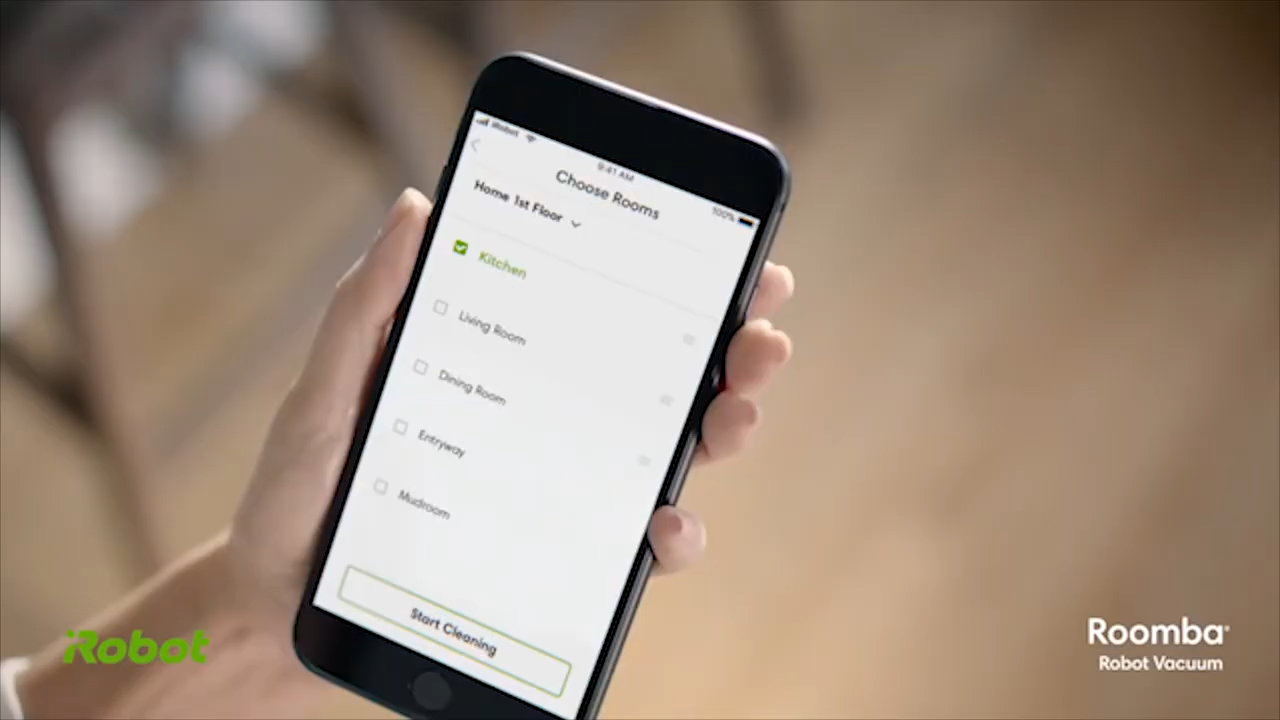 iRobot
9:41 AM
100%
Choose Rooms
Home 1st Floor
Kitchen
Living Room
Dining Room
Entryway
Mudroom
Start Cleaning
iRobot
Roomba®
Robot Vacuum